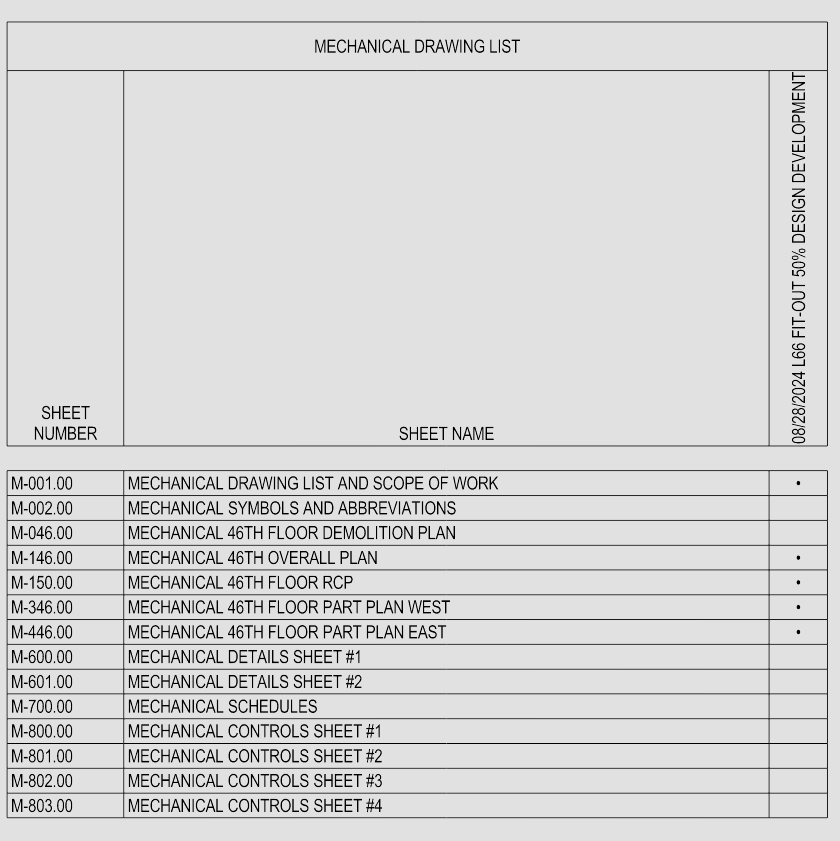 MECHANICAL DRAWING LIST
SHEET
NUMBER
SHEET NAME
08/28/2024 L66 FIT-OUT 50% DESIGN DEVELOPMENT
M-001.00 MECHANICAL DRAWING LIST AND SCOPE OF WORK •
M-002.00 MECHANICAL SYMBOLS AND ABBREVIATIONS
M-046.00 MECHANICAL 46TH FLOOR DEMOLITION PLAN
M-146.00 MECHANICAL 46TH OVERALL PLAN •
M-150.00 MECHANICAL 46TH FLOOR RCP •
M-346.00 MECHANICAL 46TH FLOOR PART PLAN WEST •
M-446.00 MECHANICAL 46TH FLOOR PART PLAN EAST •
M-600.00 MECHANICAL DETAILS SHEET #1
M-601.00 MECHANICAL DETAILS SHEET #2
M-700.00 MECHANICAL SCHEDULES
M-800.00 MECHANICAL CONTROLS SHEET #1
M-801.00 MECHANICAL CONTROLS SHEET #2
M-802.00 MECHANICAL CONTROLS SHEET #3
M-803.00 MECHANICAL CONTROLS SHEET #4